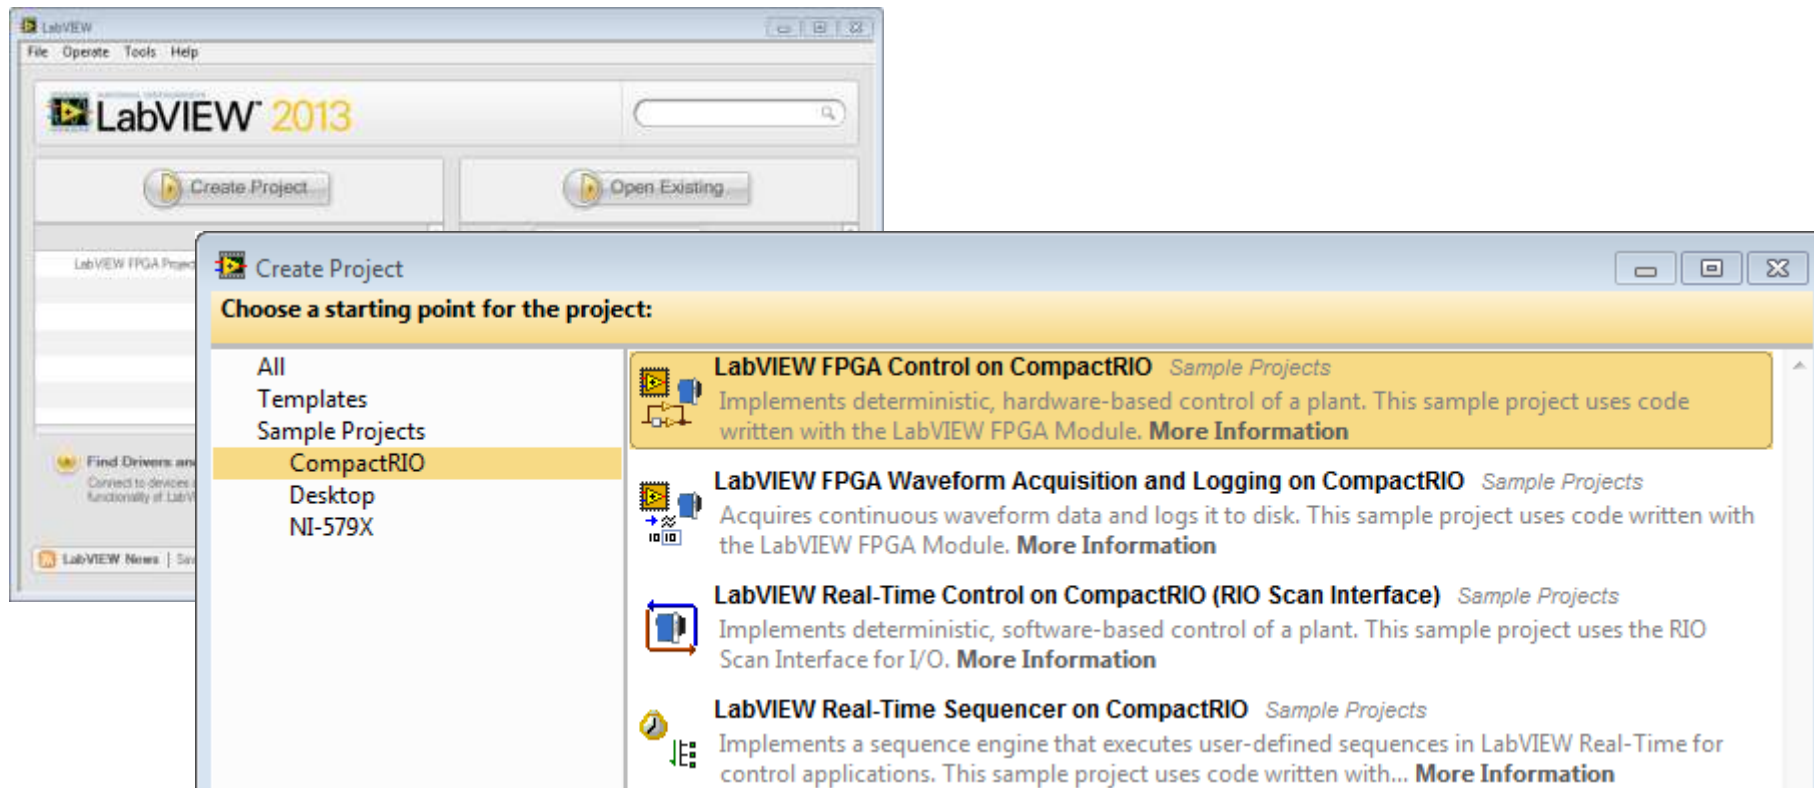 LabVIEW
File Operate Tools Help
LabVIEW™ 2013
Create Project
Open Existing
LabVIEW FPGA Project
Find Drivers and
Connect to devices
functionality of LabV
LabVIEW News |
Create Project
Choose a starting point for the project:
All
Templates
Sample Projects
CompactRIO
Desktop
NI-579X
LabVIEW FPGA Control on CompactRIO Sample Projects
Implements deterministic, hardware-based control of a plant. This sample project uses code
written with the LabVIEW FPGA Module. More Information
LabVIEW FPGA Waveform Acquisition and Logging on CompactRIO Sample Projects
Acquires continuous waveform data and logs it to disk. This sample project uses code written with
the LabVIEW FPGA Module. More Information
LabVIEW Real-Time Control on CompactRIO (RIO Scan Interface) Sample Projects
Implements deterministic, software-based control of a plant. This sample project uses the RIO
Scan Interface for I/O. More Information
LabVIEW Real-Time Sequencer on CompactRIO Sample Projects
Implements a sequence engine that executes user-defined sequences in LabVIEW Real-Time for
control applications. This sample project uses code written with... More Information